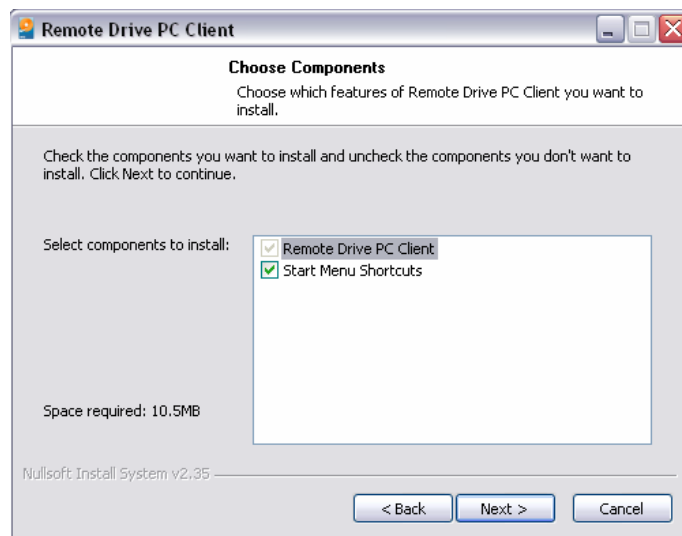 Remote Drive PC Client
Choose Components
Choose which features of Remote Drive PC Client you want to
install.
Check the components you want to install and uncheck the components you don't want to
install. Click Next to continue.
Select components to install:
Remote Drive PC Client
Start Menu Shortcuts
Space required: 10.5MB
Nullsoft Install System v2.35
< Back
Next >
Cancel